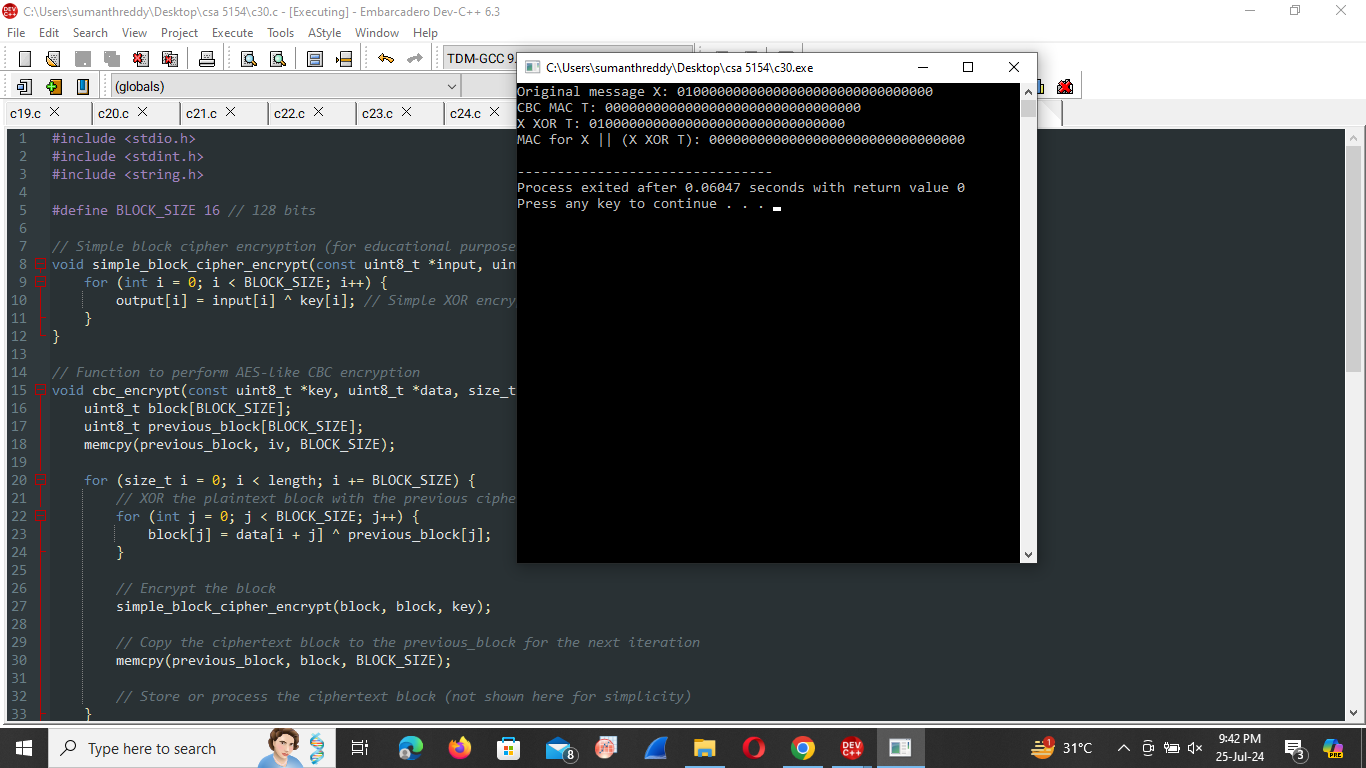 C:\Users\sumanthreddy\Desktop\csa 5154\c30.c - [Executing] - Embarcadero Dev-C++ 6.3
File Edit Search View Project Execute Tools AStyle Window Help
TDM-GCC 9.
(globals)
c19.c c20.c c21.c c22.c c23.c c24.c
C:\Users\sumanthreddy\Desktop\csa 5154\c30.exe
Original message X: 01000000000000000000000000000000
CBC MAC T: 00000000000000000000000000000000
X XOR T: 01000000000000000000000000000000
MAC for X || (X XOR T): 00000000000000000000000000000000
--------------------------------
Process exited after 0.06047 seconds with return value 0
Press any key to continue . . .
1 #include <stdio.h>
2 #include <stdint.h>
3 #include <string.h>
4
5 #define BLOCK_SIZE 16 // 128 bits
6
7 // Simple block cipher encryption (for educational purpose
8 void simple_block_cipher_encrypt(const uint8_t *input, uin
9 for (int i = 0; i < BLOCK_SIZE; i++) {
10 output[i] = input[i] ^ key[i]; // Simple XOR encry
11 }
12 }
13
14 // Function to perform AES-like CBC encryption
15 void cbc_encrypt(const uint8_t *key, uint8_t *data, size_t
16 uint8_t block[BLOCK_SIZE];
17 uint8_t previous_block[BLOCK_SIZE];
18 memcpy(previous_block, iv, BLOCK_SIZE);
19
20 for (size_t i = 0; i < length; i += BLOCK_SIZE) {
21 // XOR the plaintext block with the previous ciphe
22 for (int j = 0; j < BLOCK_SIZE; j++) {
23 block[j] = data[i + j] ^ previous_block[j];
24 }
25
26 // Encrypt the block
27 simple_block_cipher_encrypt(block, block, key);
28
29 // Copy the ciphertext block to the previous_block for the next iteration
30 memcpy(previous_block, block, BLOCK_SIZE);
31
32 // Store or process the ciphertext block (not shown here for simplicity)
33 }
Type here to search
8
DEV C++
1
31°C
9:42 PM
25-Jul-24
3
PRE